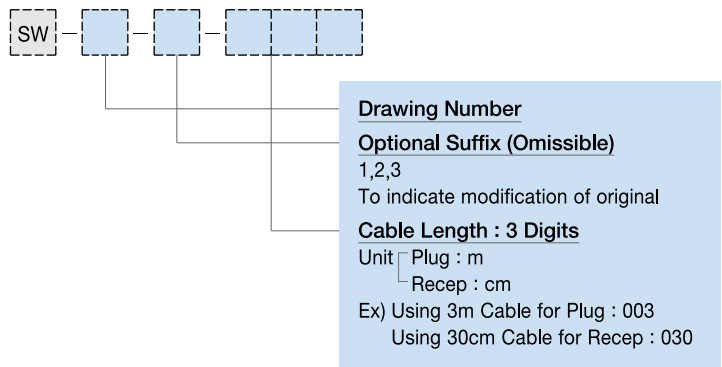 SW
Drawing Number
Optional Suffix (Omissible)
1,2,3
To indicate modification of original
Cable Length : 3 Digits
Unit Plug : m
Recep : cm
Ex) Using 3m Cable for Plug : 003
Using 30cm Cable for Recep : 030